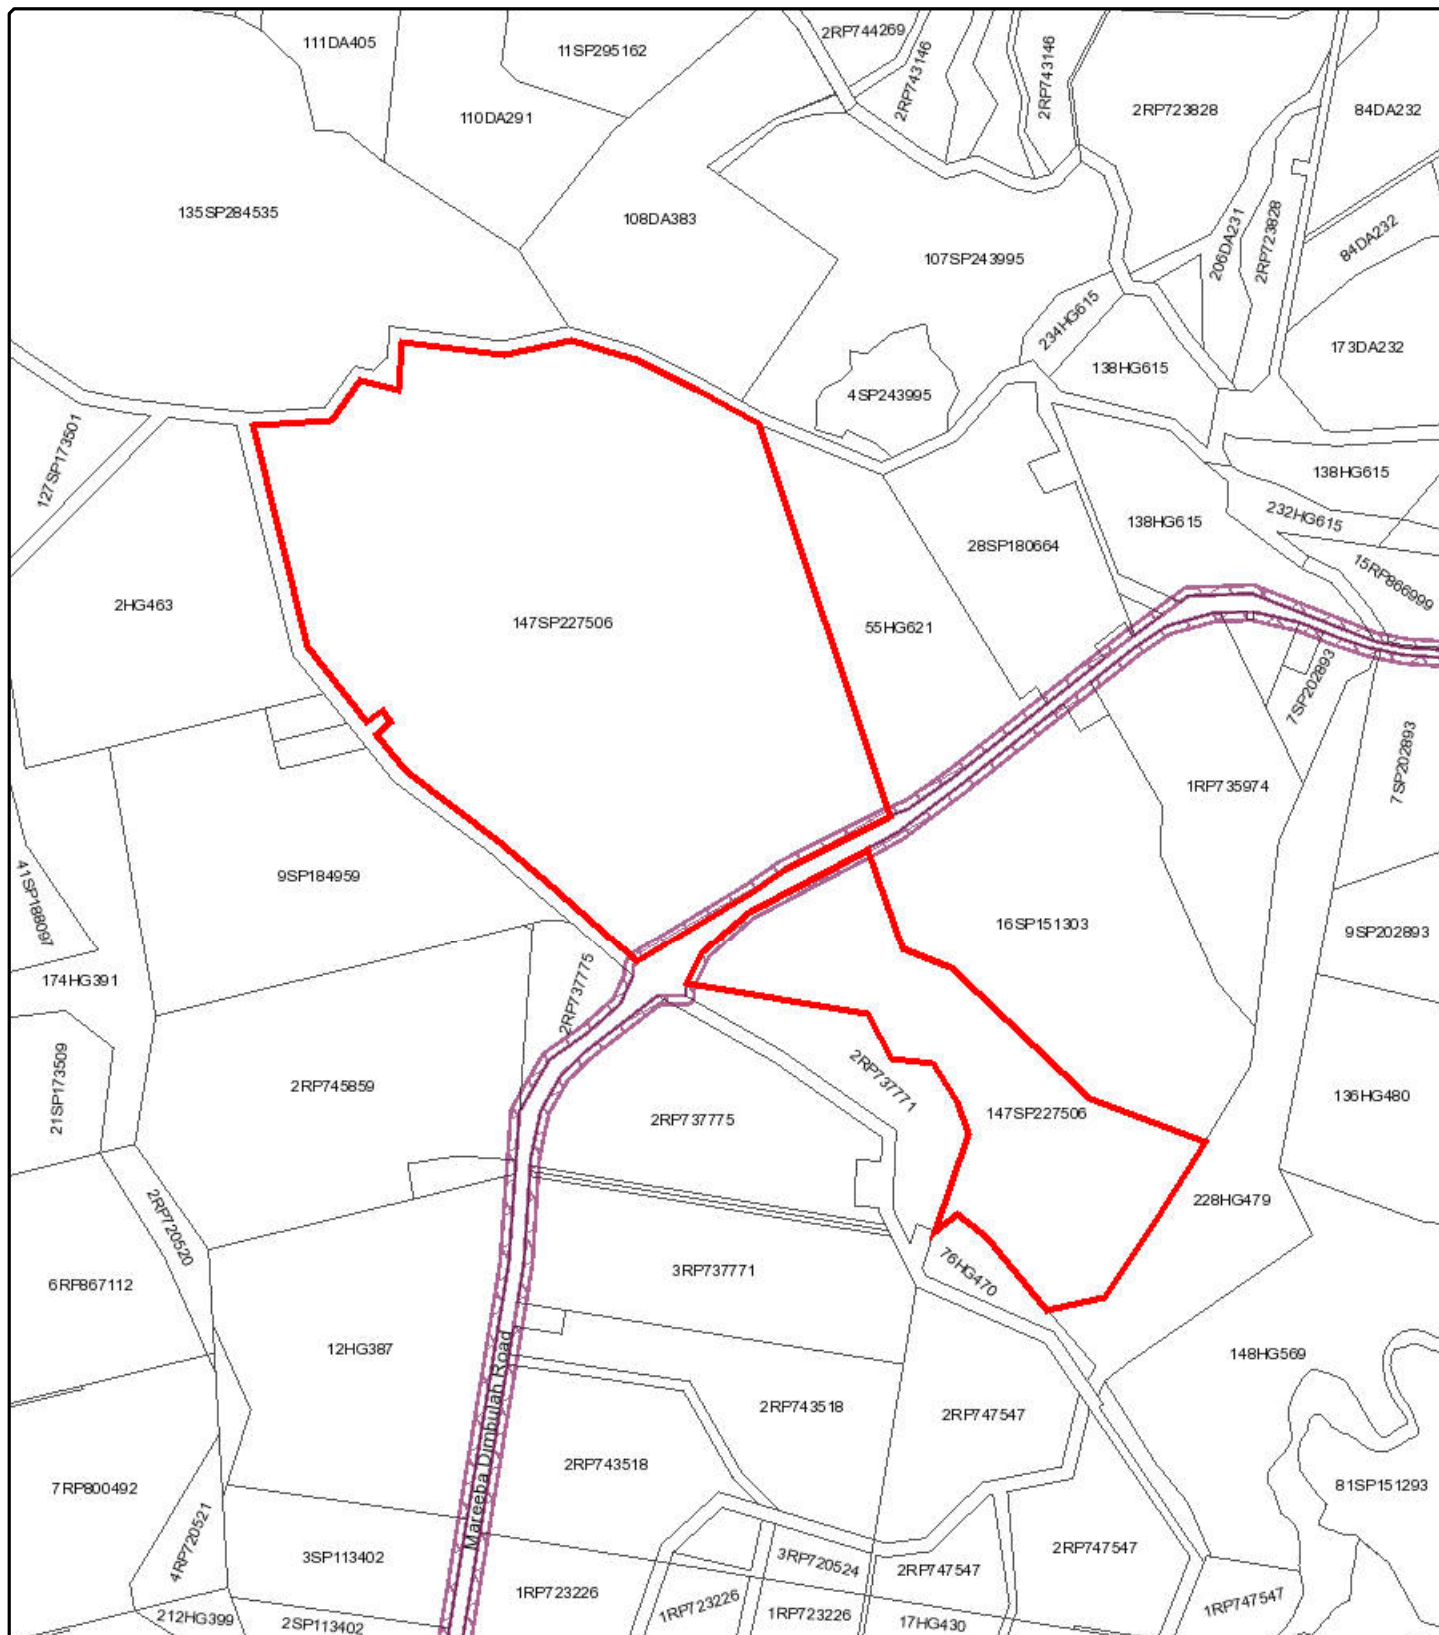 111DA405
11SP295162
2RP744269
2RP743146
2RP743146
2RP723828
84DA232
110DA291
135SP284535
108DA383
107SP243995
206DA231
2RP723828
84DA232
234HG615
173DA232
138HG615
4SP243995
127SP173501
138HG615
232HG615
138HG615
28SP180664
15RP866999
2HG463
147SP227506
55HG621
7SP202893
7SP202893
1RP735974
9SP184959
41SP188097
16SP151303
9SP202893
174HG391
2RP737775
21SP173509
2RP745859
2RP737771
2RP737775
147SP227506
136HG480
2RP720520
228HG479
6RP867112
3RP737771
76HG470
12HG387
148HG569
Mareeba Dimbulah Road
2RP743518
2RP747547
2RP743518
7RP800492
81SP151293
4RP720521
3SP113402
3RP720524
2RP747547
2RP747547
1RP723226
1RP723226
1RP723226
1RP747547
212HG399
2SP113402
17HG430